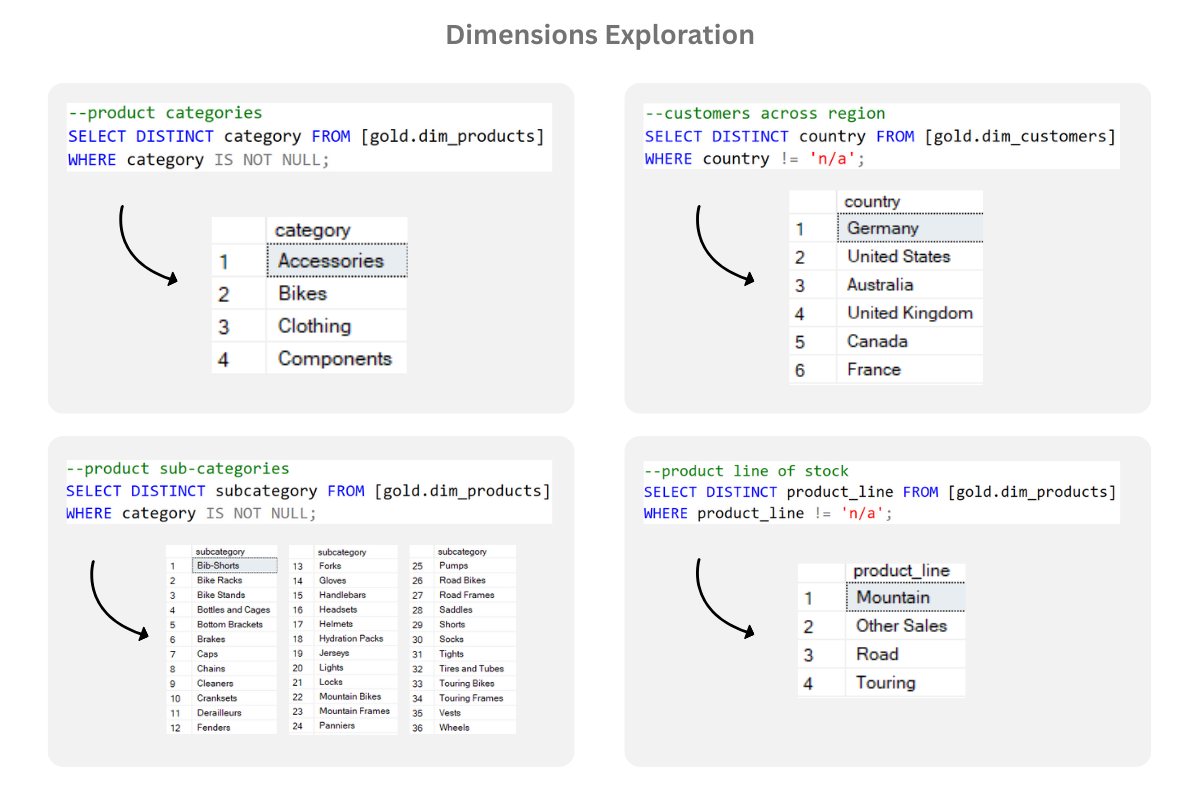 Dimensions Exploration
--product categories
SELECT DISTINCT category FROM [gold.dim_products]
WHERE category IS NOT NULL;
category
1 Accessories
2 Bikes
3 Clothing
4 Components
--customers across region
SELECT DISTINCT country FROM [gold.dim_customers]
WHERE country != 'n/a';
country
1 Germany
2 United States
3 Australia
4 United Kingdom
5 Canada
6 France
--product sub-categories
SELECT DISTINCT subcategory FROM [gold.dim_products]
WHERE category IS NOT NULL;
subcategory
1 Bib-Shorts
2 Bike Racks
3 Bike Stands
4 Bottles and Cages
5 Bottom Brackets
6 Brakes
7 Caps
8 Chains
9 Cleaners
10 Cranksets
11 Derailleurs
12 Fenders
subcategory
13 Forks
14 Gloves
15 Handlebars
16 Headsets
17 Helmets
18 Hydration Packs
19 Jerseys
20 Lights
21 Locks
22 Mountain Bikes
23 Mountain Frames
24 Panniers
subcategory
25 Pumps
26 Road Bikes
27 Road Frames
28 Saddles
29 Shorts
30 Socks
31 Tights
32 Tires and Tubes
33 Touring Bikes
34 Touring Frames
35 Vests
36 Wheels
--product line of stock
SELECT DISTINCT product_line FROM [gold.dim_products]
WHERE product_line != 'n/a';
product_line
1 Mountain
2 Other Sales
3 Road
4 Touring